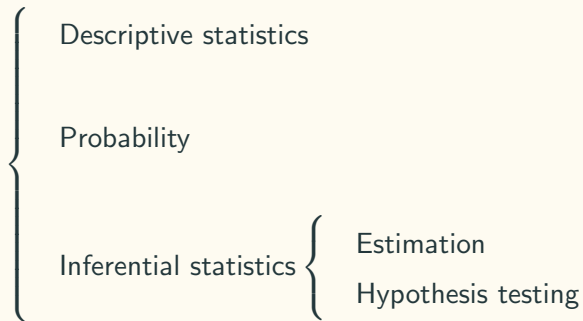 Descriptive statistics
Probability
Inferential statistics
Estimation
Hypothesis testing